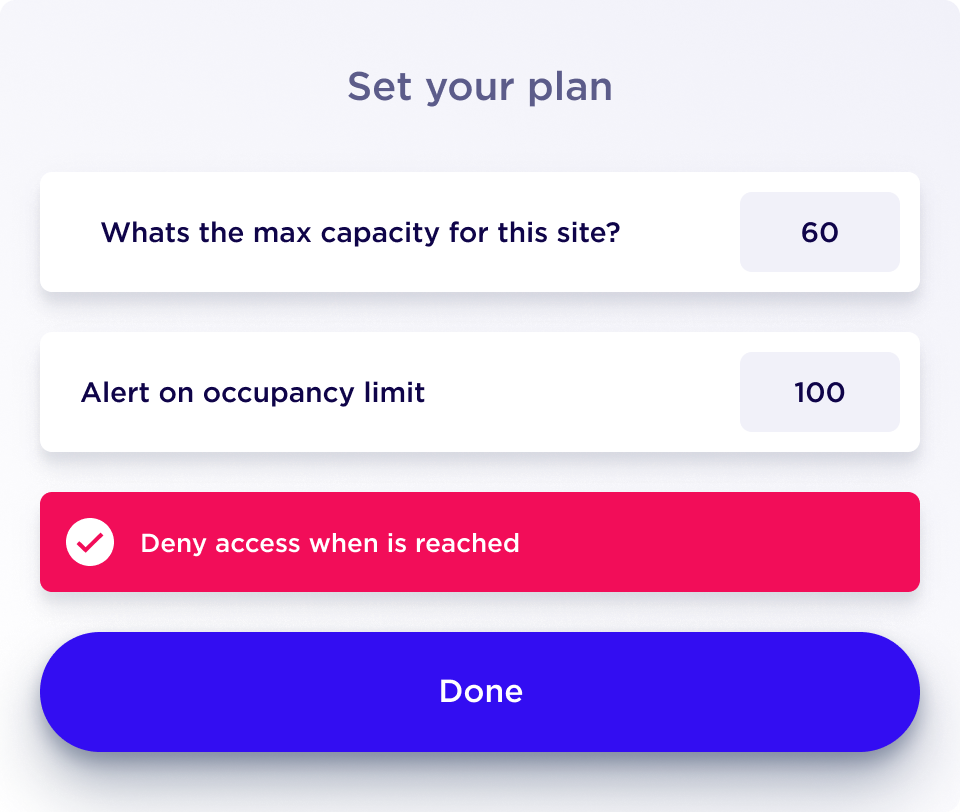 Set your plan
Whats the max capacity for this site?
60
Alert on occupancy limit
100
Deny access when is reached
Done